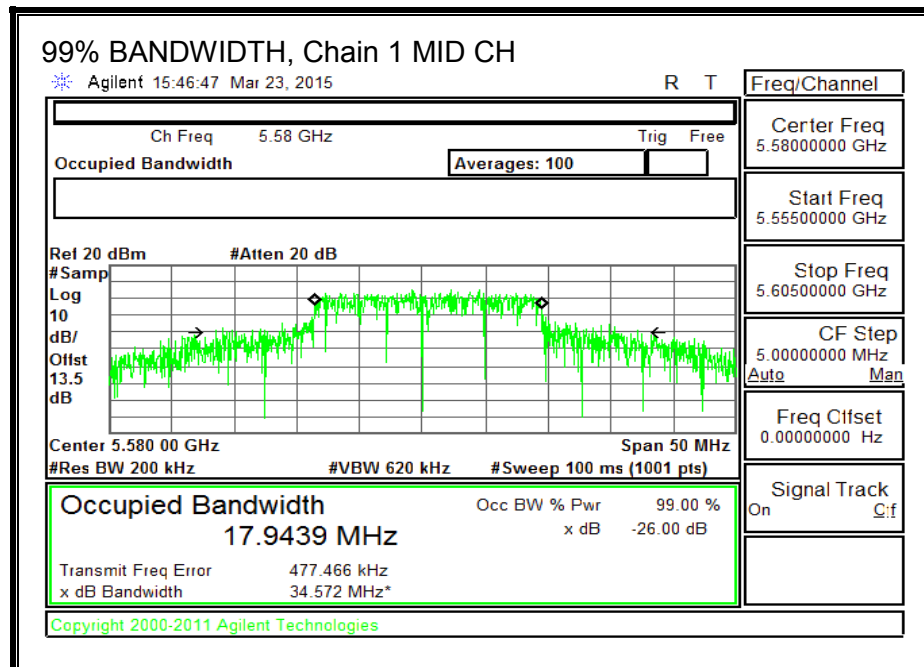 99% BANDWIDTH, Chain 1 MID CH
Agilent 15:46:47 Mar 23, 2015 R T
Ch Freq 5.58 GHz Trig Free
Occupied Bandwidth Averages: 100
Ref 20 dBm #Atten 20 dB
#Samp
Log
10
dB/
Offst
13.5
dB
Center 5.580 00 GHz Span 50 MHz
#Res BW 200 kHz #VBW 620 kHz #Sweep 100 ms (1001 pts)
Occupied Bandwidth
17.9439 MHz
Occ BW % Pwr 99.00 %
x dB -26.00 dB
Transmit Freq Error 477.466 kHz
x dB Bandwidth 34.572 MHz*
Copyright 2000-2011 Agilent Technologies
Freq/Channel
Center Freq
5.58000000 GHz
Start Freq
5.55500000 GHz
Stop Freq
5.60500000 GHz
CF Step
5.00000000 MHz
Auto Man
Freq Offset
0.00000000 Hz
Signal Track
On Off